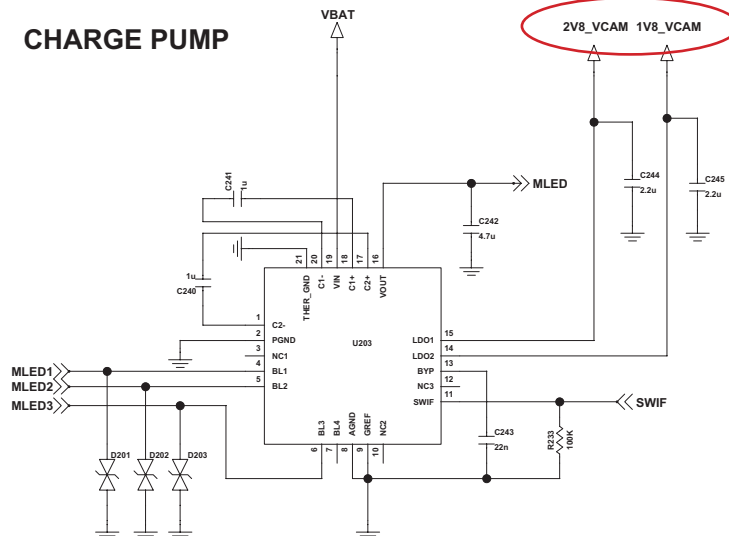 CHARGE PUMP
VBAT
2V8_VCAM 1V8_VCAM
C241
1u
MLED
C244
2.2u
C245
2.2u
C242
4.7u
1u
C240
21
20
19
18
17
16
THER_GND
C1-
VIN
C1+
C2+
VOUT
U203
1 C2-
2 PGND
3 NC1
4 BL1
5 BL2
LDO1 15
LDO2 14
BYP 13
NC3 12
SWIF 11
MLED1
MLED2
MLED3
SWIF
BL3
BL4
AGND
GREF
NC2
6
7
8
9
10
C243
22n
R233
100K
D201
D202
D203